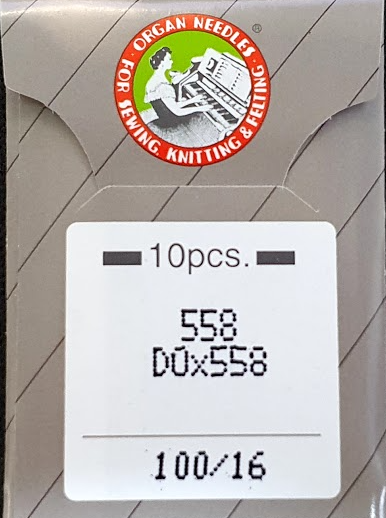 ORGAN NEEDLES
®
FOR SEWING, KNITTING & FELTING
10pcs.
558
DOx558
100/16